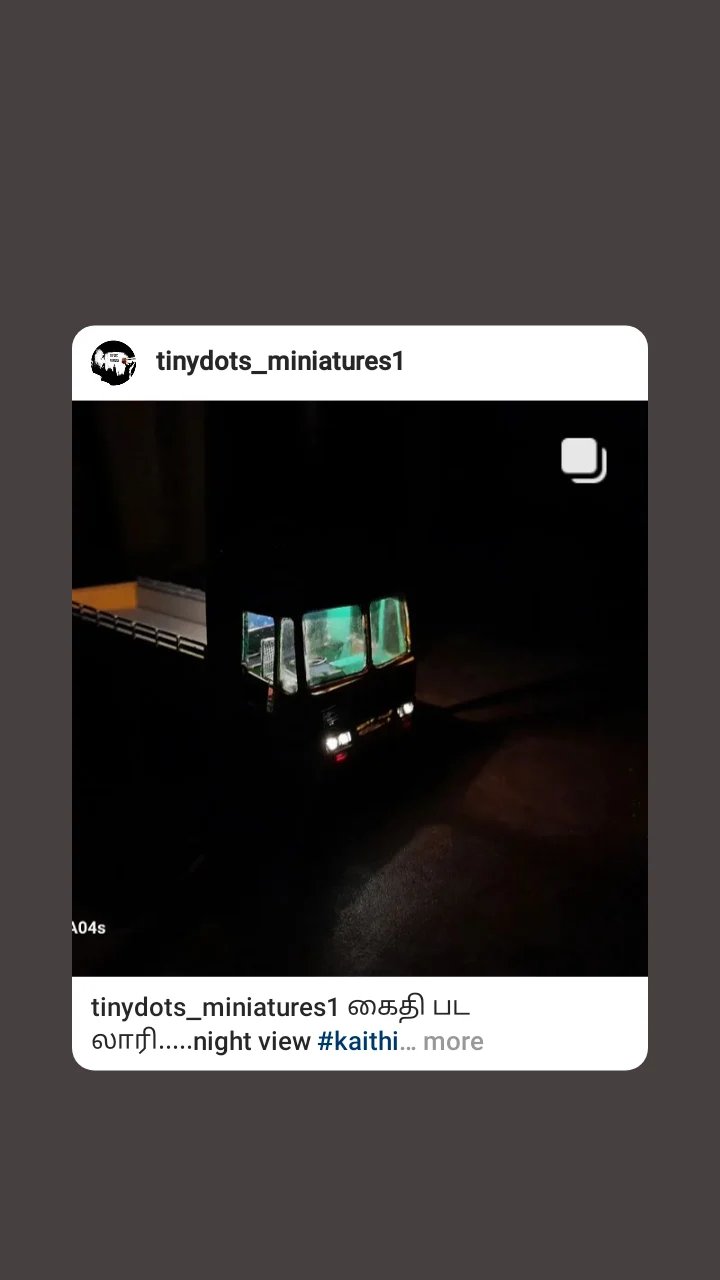 tinydots_miniatures1
A04s
tinydots_miniatures1 கைதி பட
லாரி.....night view #kaithi... more